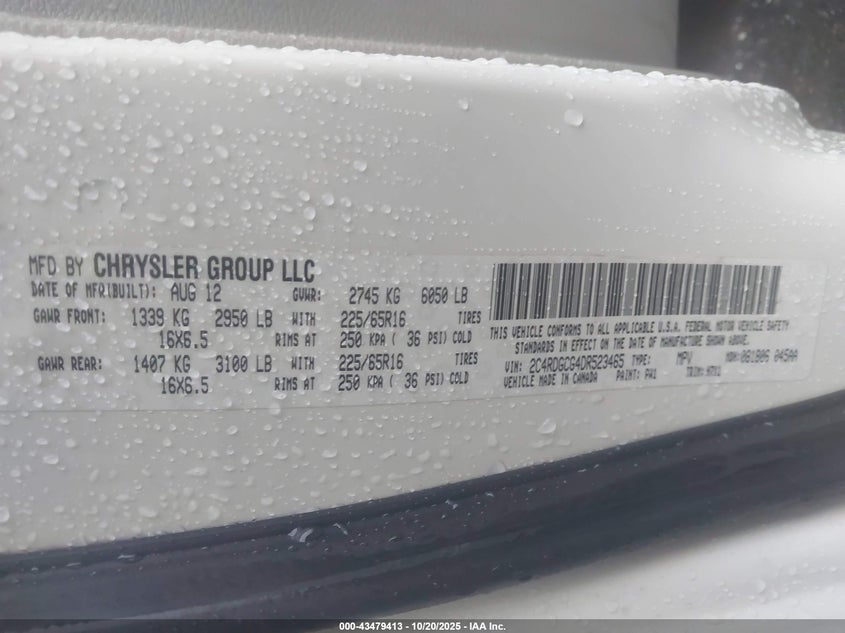 MFD BY CHRYSLER GROUP LLC
DATE OF MFR(BUILT): AUG 12 GVWR: 2745 KG 6050 LB
GAWR FRONT: 1339 KG 2950 LB WITH 225/65R16 TIRES
16X6.5 RIMS AT 250 KPA ( 36 PSI) COLD
GAWR REAR: 1407 KG 3100 LB WITH 225/65R16 TIRES
16X6.5 RIMS AT 250 KPA ( 36 PSI) COLD
THIS VEHICLE CONFORMS TO ALL APPLICABLE U.S.A. FEDERAL MOTOR VEHICLE SAFETY
STANDARDS IN EFFECT ON THE DATE OF MANUFACTURE SHOWN ABOVE.
VIN: 2C4RDGCG4DR523465 TYPE: MPV MDH: 081806 045AA
VEHICLE MADE IN CANADA PAINT: PW1 TRIM:
000-43479413 - 10/20/2025 - IAA Inc.